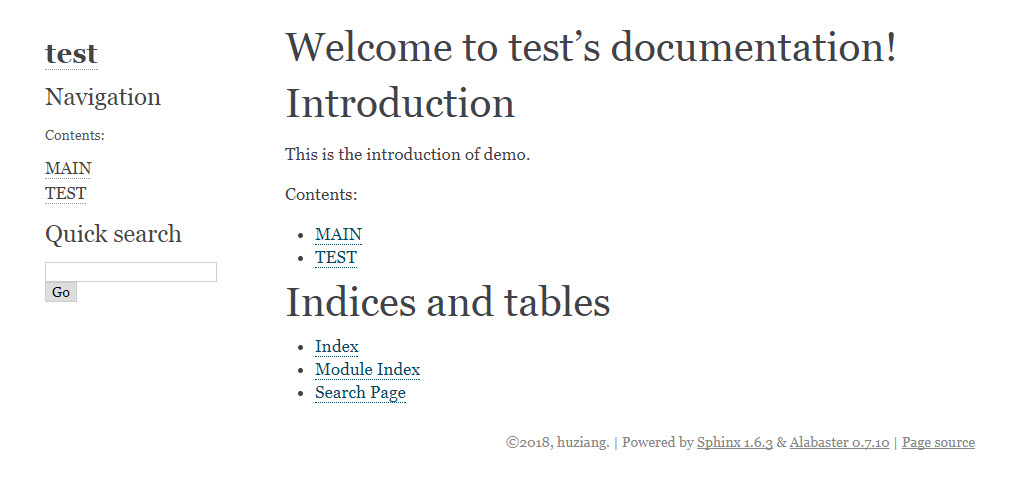 test
Navigation
Contents:
MAIN
TEST
Quick search
Go
Welcome to test’s documentation!
Introduction
This is the introduction of demo.
Contents:
MAIN
TEST
Indices and tables
Index
Module Index
Search Page
©2018, huziang. | Powered by Sphinx 1.6.3 & Alabaster 0.7.10 | Page source